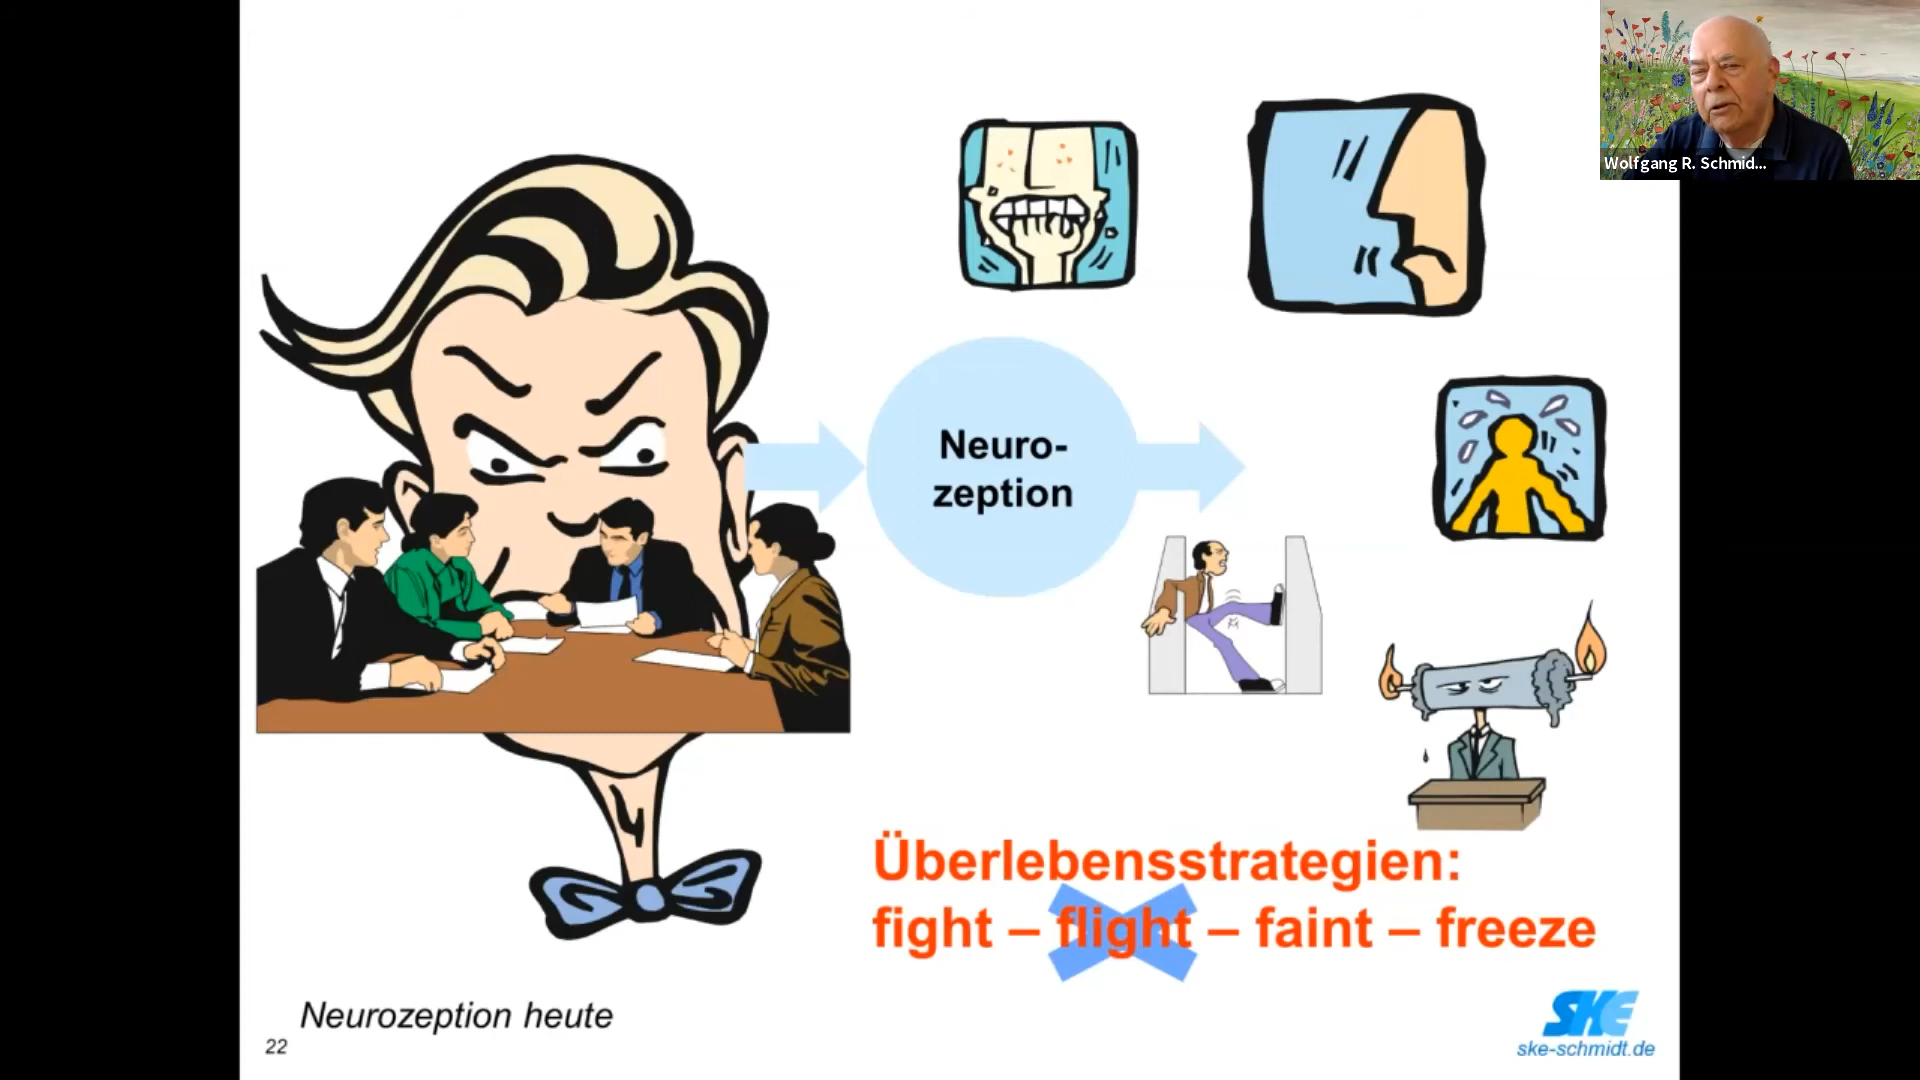 Wolfgang R. Schmid...
Neuro-
zeption
Überlebensstrategien:
fight – flight – faint – freeze
Neurozeption heute
22
SKE
ske-schmidt.de